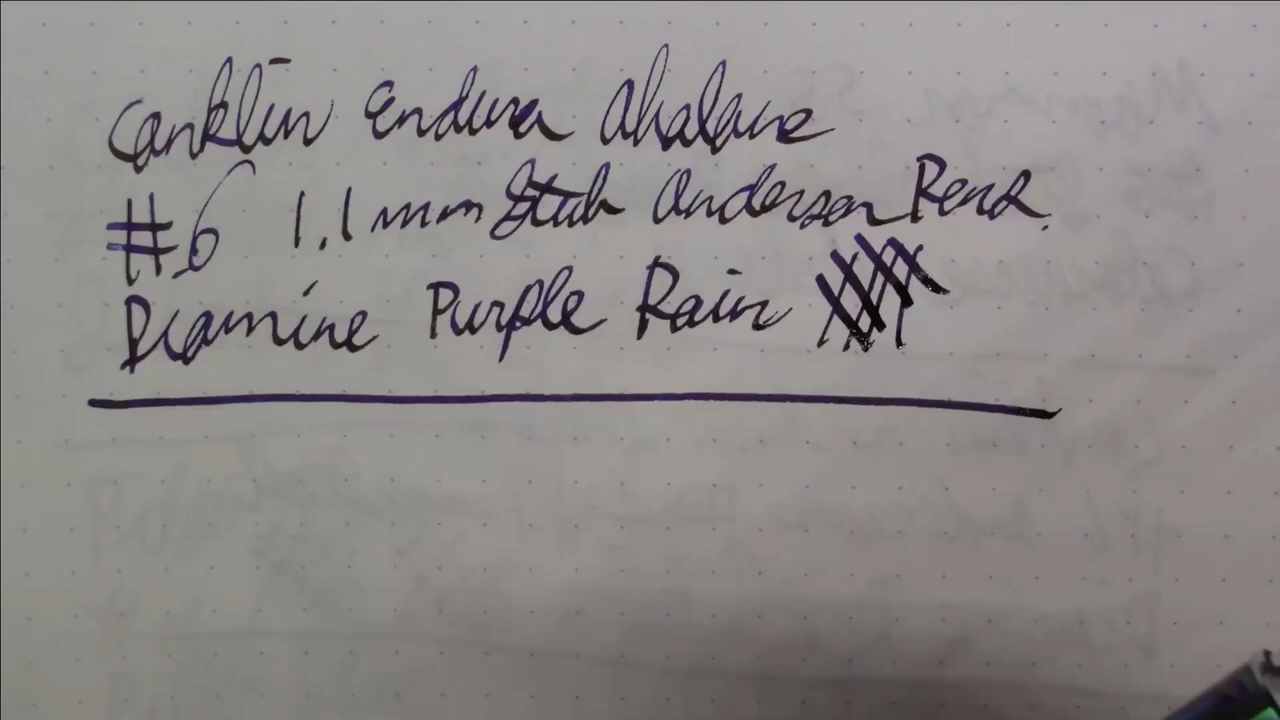 Conklin Endura Abalone
#6 1.1mm Stub Anderson Pens.
Diamine Purple Rain